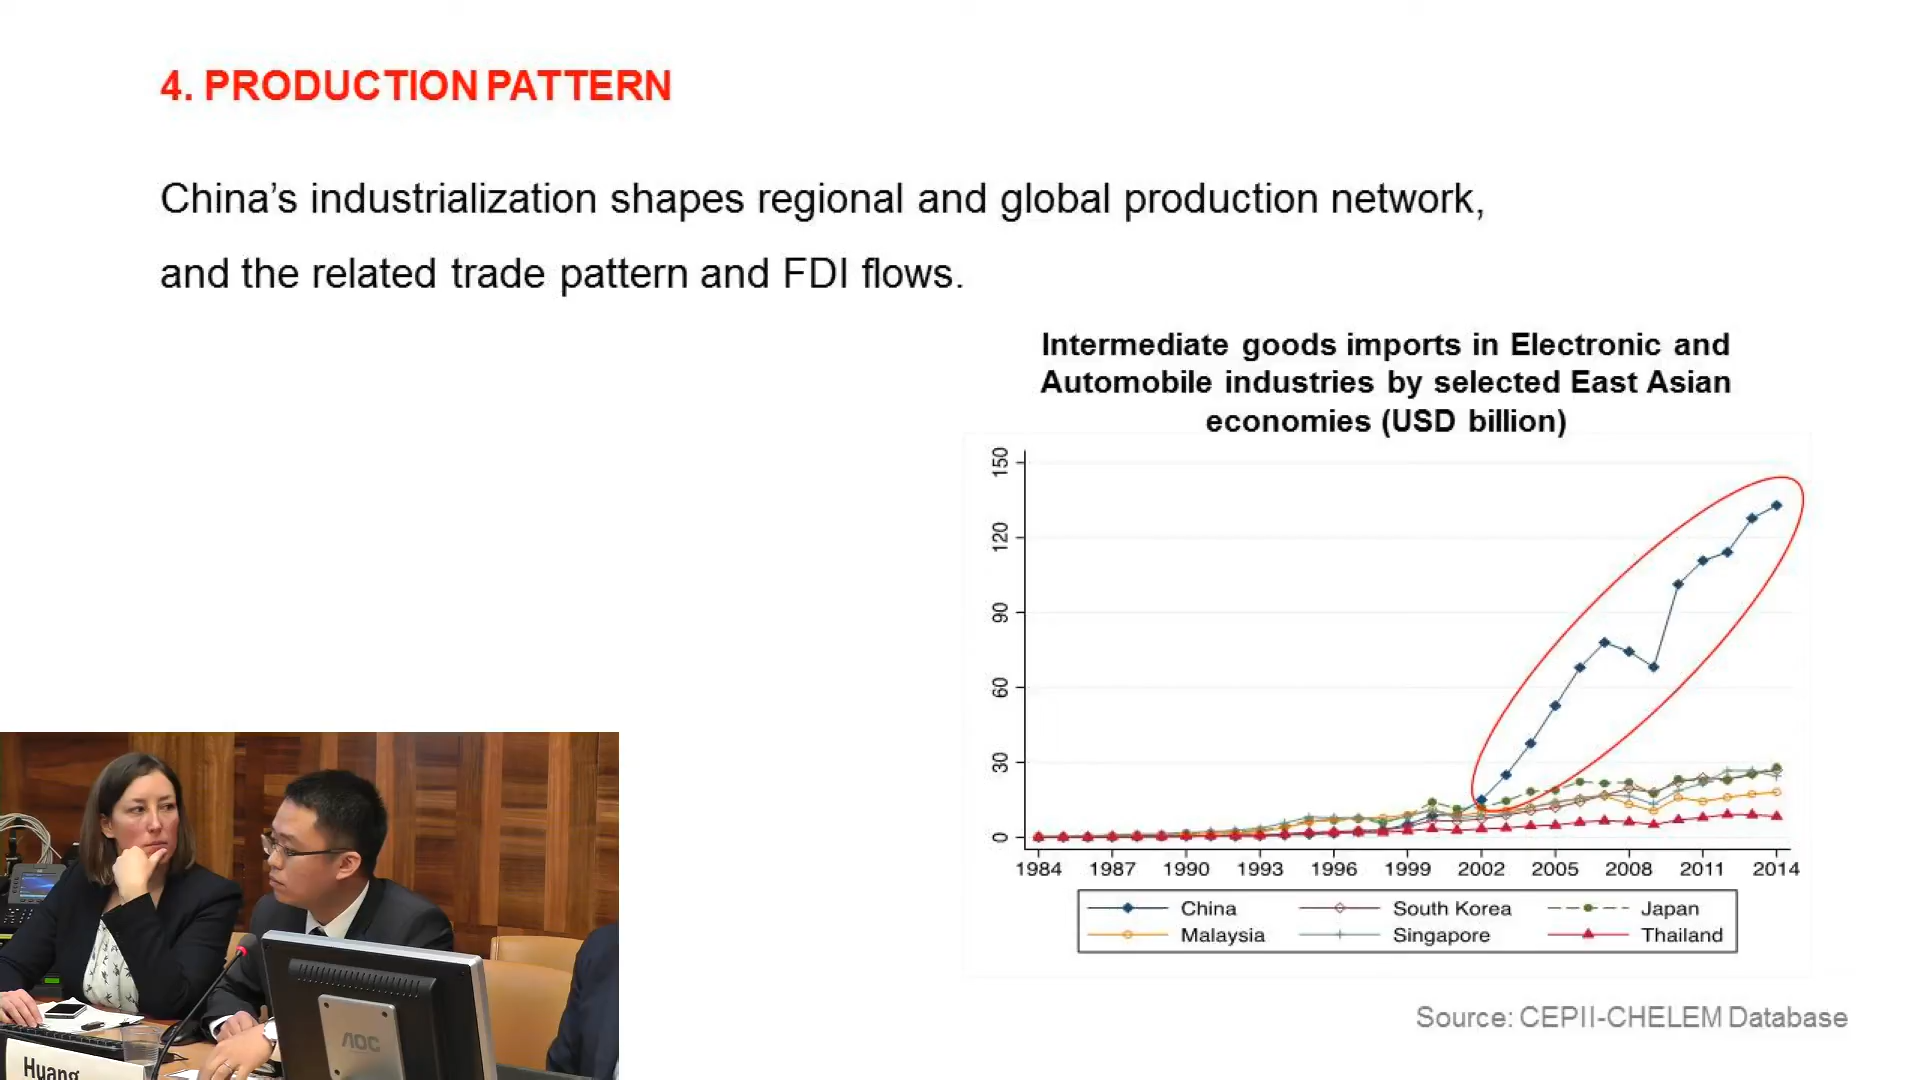 4. PRODUCTION PATTERN
China's industrialization shapes regional and global production network,
and the related trade pattern and FDI flows.
Intermediate goods imports in Electronic and
Automobile industries by selected East Asian
economies (USD billion)
150
120
90
60
30
0
1984 1987 1990 1993 1996 1999 2002 2005 2008 2011 2014
China South Korea Japan
Malaysia Singapore Thailand
Source: CEPII-CHELEM Database
AOC
Huang